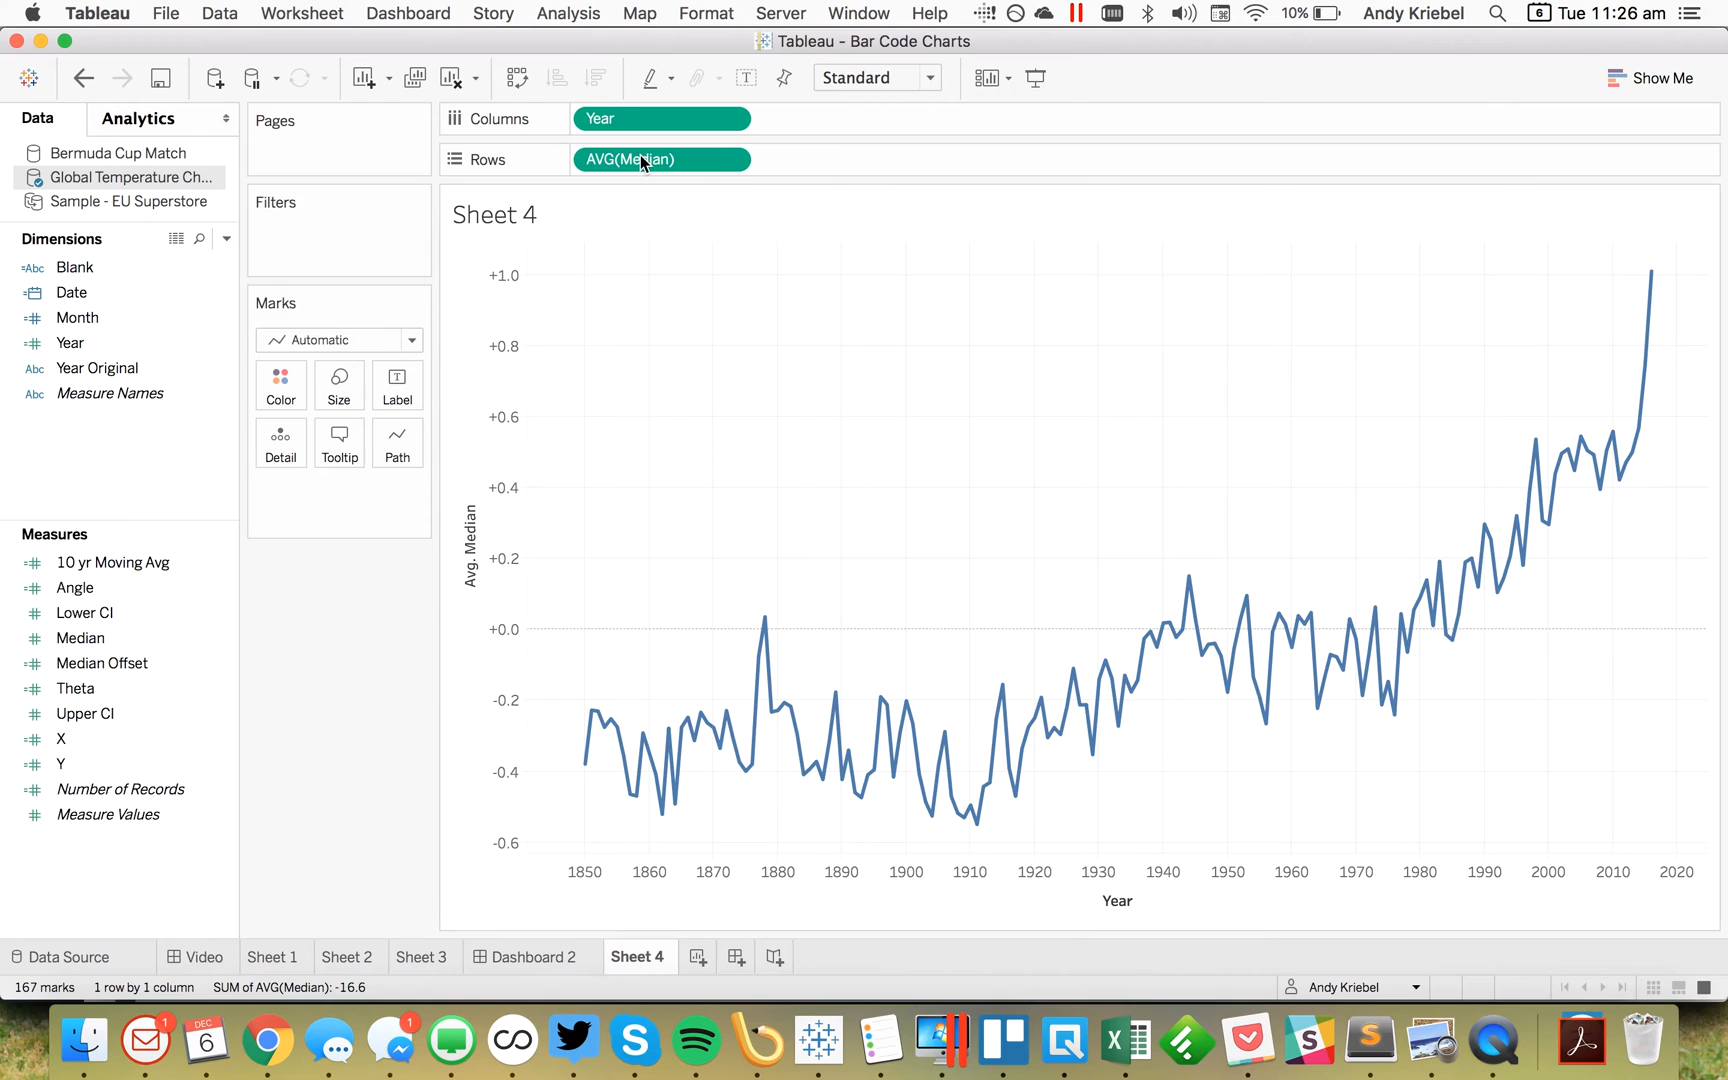 Tableau File Data Worksheet Dashboard Story Analysis Map Format Server Window Help 10% Andy Kriebel 6 Tue 11:26 am
Tableau - Bar Code Charts
Standard Show Me
Data Analytics
Bermuda Cup Match
Global Temperature Ch...
Sample - EU Superstore
Dimensions
=Abc Blank
Date
Month
Year
Abc Year Original
Abc Measure Names
Measures
10 yr Moving Avg
Angle
Lower CI
Median
Median Offset
Theta
Upper CI
X
Y
Number of Records
Measure Values
Pages
Filters
Marks
Automatic
Color Size Label
Detail Tooltip Path
Columns Year
Rows AVG(Median)
Sheet 4
+1.0
+0.8
+0.6
+0.4
+0.2
+0.0
-0.2
-0.4
-0.6
Avg. Median
1850 1860 1870 1880 1890 1900 1910 1920 1930 1940 1950 1960 1970 1980 1990 2000 2010 2020
Year
Data Source Video Sheet 1 Sheet 2 Sheet 3 Dashboard 2 Sheet 4
167 marks 1 row by 1 column SUM of AVG(Median): -16.6 Andy Kriebel
1 DEC 6 1